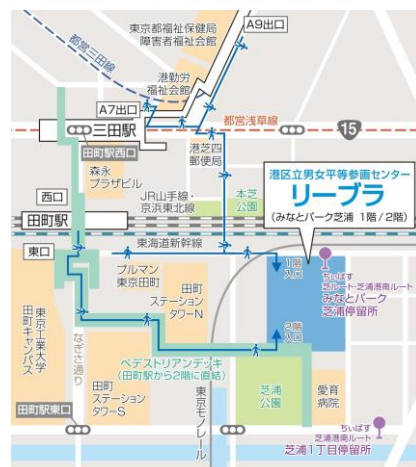 A9出口
東京都福祉保健局
障害者福祉会館
都営三田線
港勤労
福祉会館
A7出口
都営浅草線
15
三田駅
田町駅西口
港芝四
郵便局
森永
プラザビル
西口
JR山手線・
京浜東北線
本芝
公園
港区立男女平等参画センター
リーブラ
(みなとパーク芝浦 1階/2階)
田町駅
東海道新幹線
東口
プルマン
東京田町
田町
ステーション
タワーN
1階
入口
ちぃばす
芝ルート・芝浦港南ルート
みなとパーク
芝浦停留所
2階
入口
東京工業大学
田町キャンパス
なぎさ通り
ペデストリアンデッキ
(田町駅から2階に直結)
田町
ステーション
タワーS
東京モノレール
芝浦
公園
愛育
病院
田町駅東口
ちぃばす
芝浦港南ルート
芝浦1丁目停留所